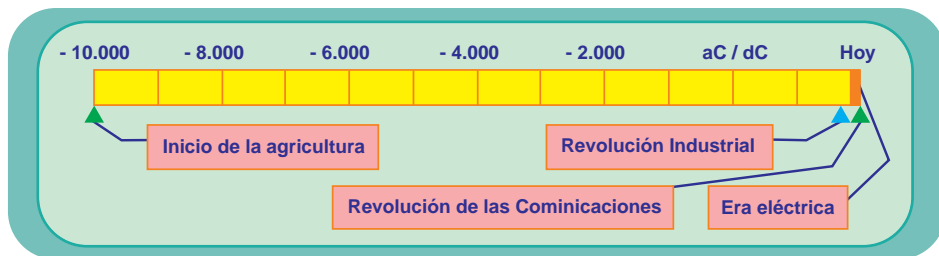 - 10.000 - 8.000 - 6.000 - 4.000 - 2.000 aC / dC Hoy
Inicio de la agricultura
Revolución Industrial
Revolución de las Cominicaciones
Era eléctrica